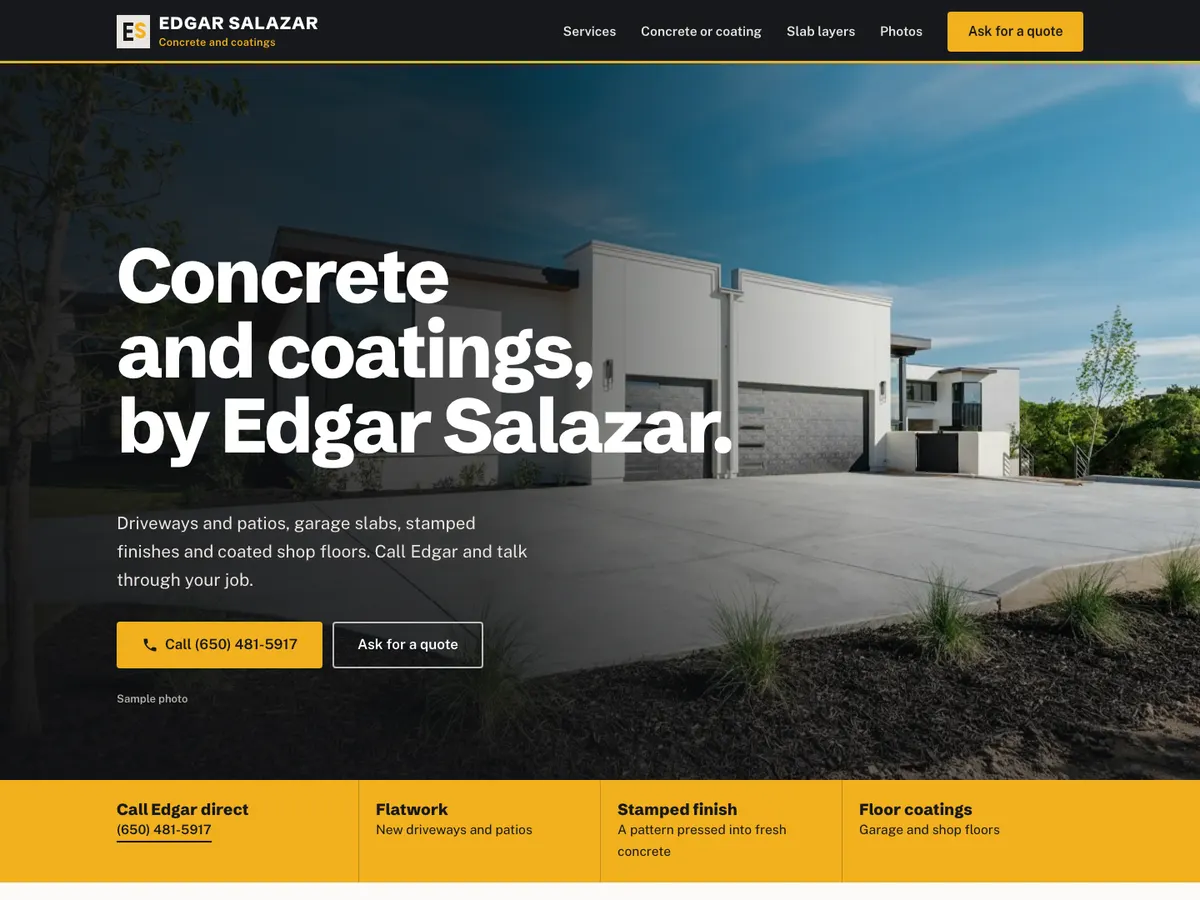 ES
EDGAR SALAZAR
Concrete and coatings
Services
Concrete or coating
Slab layers
Photos
Ask for a quote
Concrete
and coatings,
by Edgar Salazar.
Driveways and patios, garage slabs, stamped
finishes and coated shop floors. Call Edgar and talk
through your job.
Call (650) 481-5917
Ask for a quote
Sample photo
Call Edgar direct
(650) 481-5917
Flatwork
New driveways and patios
Stamped finish
A pattern pressed into fresh
concrete
Floor coatings
Garage and shop floors